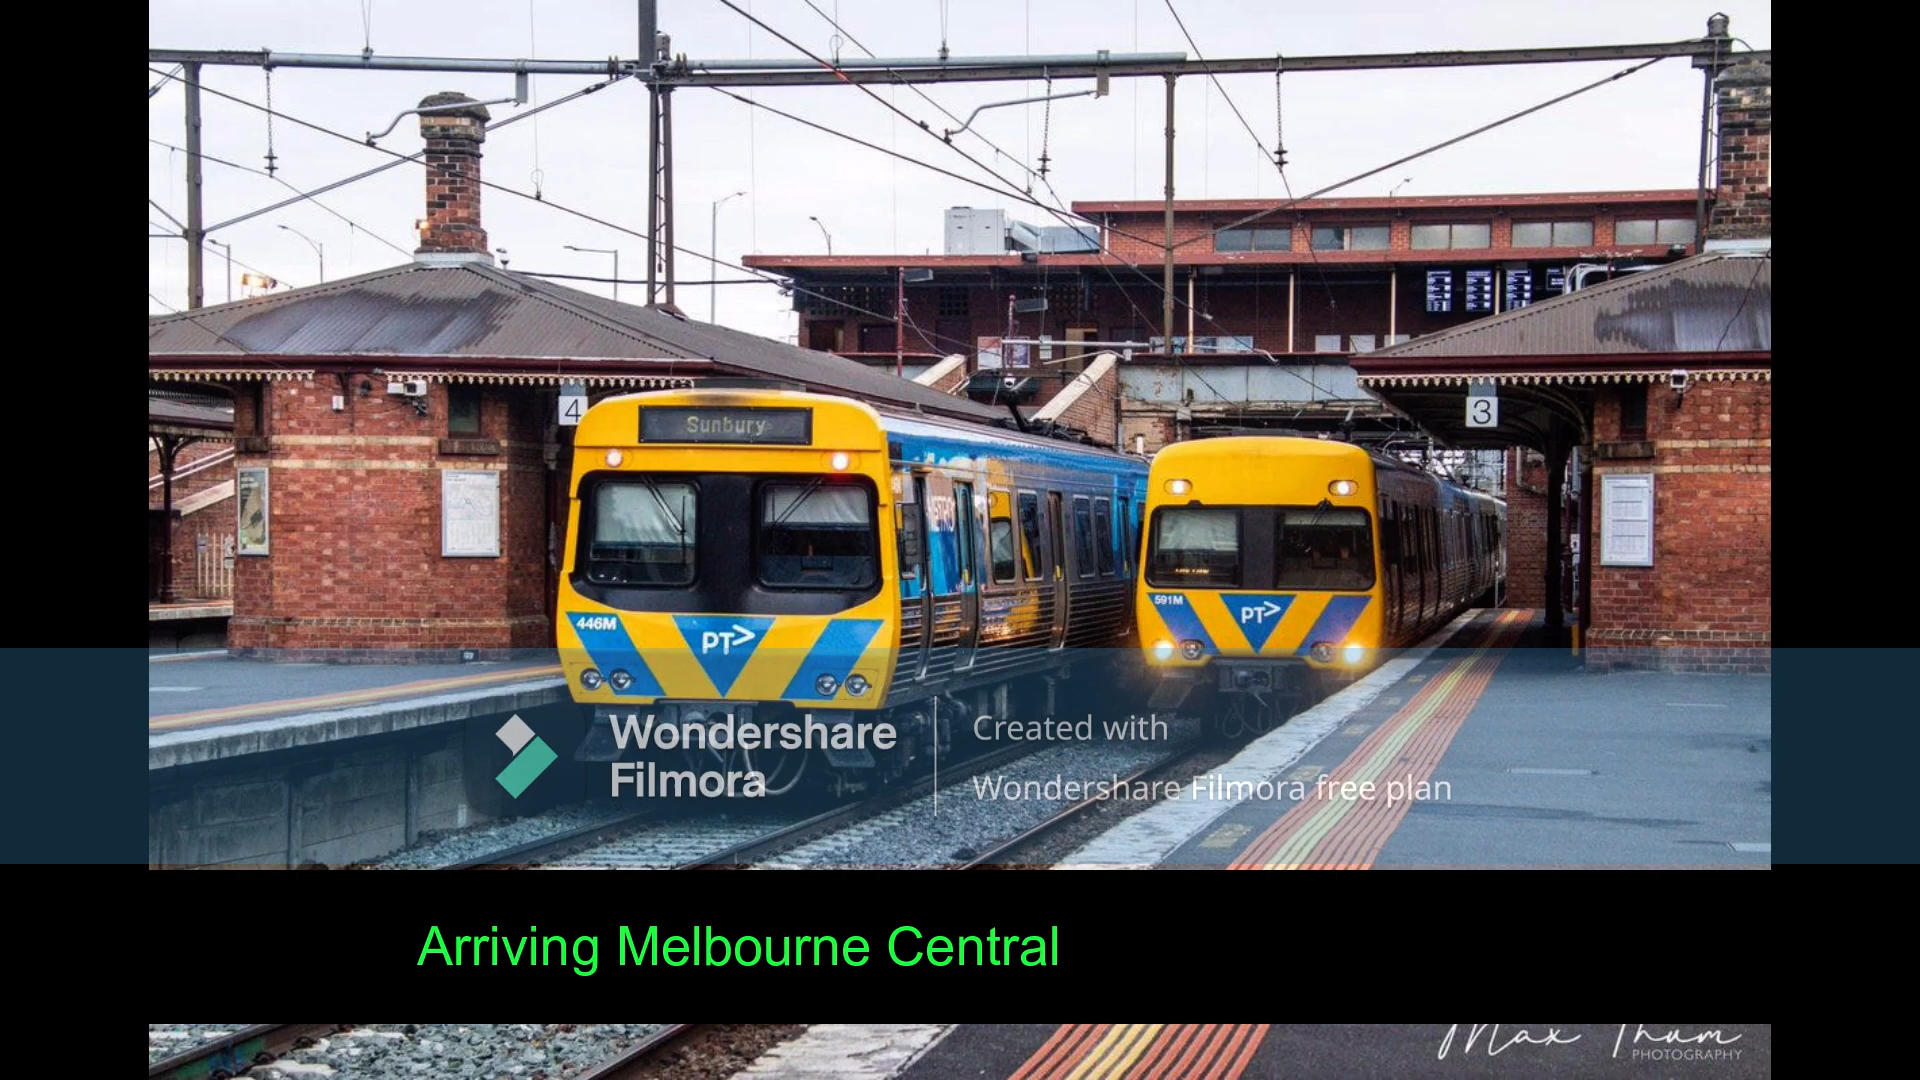 4
Sunbury
3
446M
PT>
591M
PT>
Wondershare
Filmora
Created with
Wondershare Filmora free plan
Arriving Melbourne Central
Max Thum
PHOTOGRAPHY